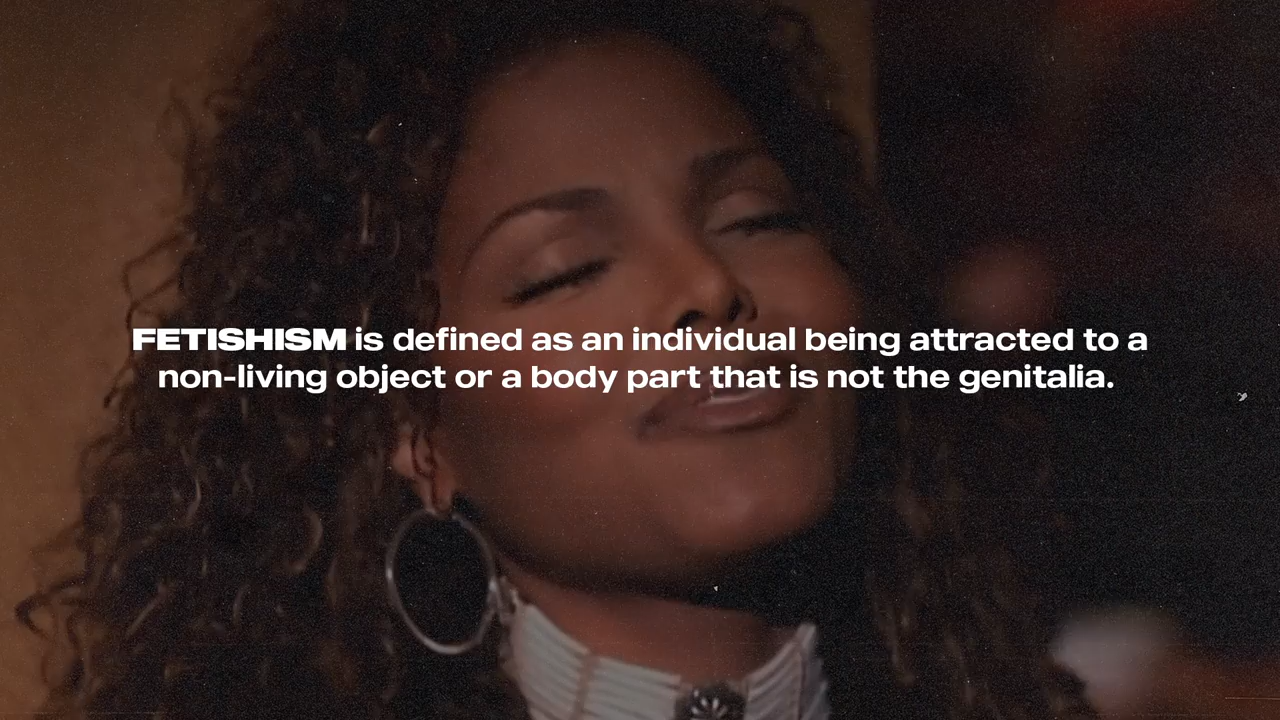 FETISHISM is defined as an individual being attracted to a
non-living object or a body part that is not the genitalia.